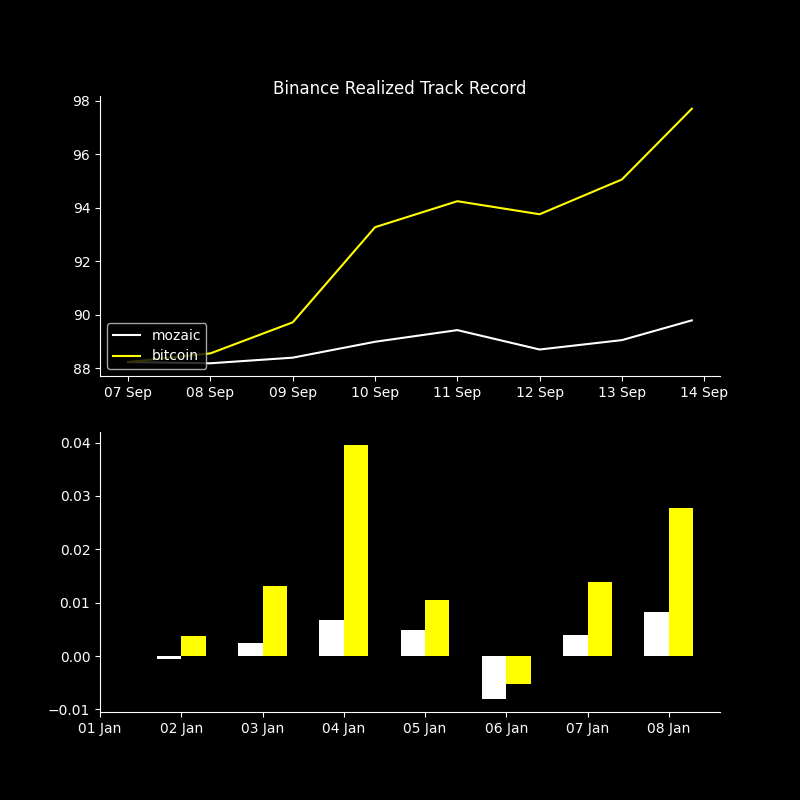 Binance Realized Track Record
98
96
94
92
90
88
mozaic
bitcoin
07 Sep 08 Sep 09 Sep 10 Sep 11 Sep 12 Sep 13 Sep 14 Sep
0.04
0.03
0.02
0.01
0.00
−0.01
01 Jan 02 Jan 03 Jan 04 Jan 05 Jan 06 Jan 07 Jan 08 Jan